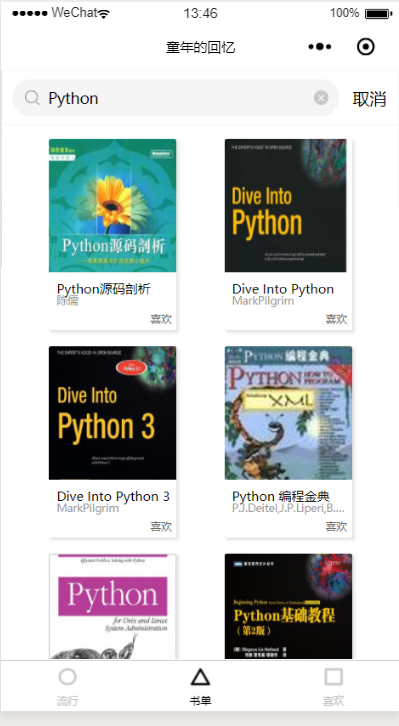 WeChat 13:46 100%
童年的回忆
Python 取消
THE EXPERT'S VOICE® IN OPEN SOURCE
Python源码剖析
Dive Into
Python
Python源码剖析
陈儒
喜欢
Dive Into Python
MarkPilgrim
喜欢
THE EXPERT'S VOICE® IN OPEN SOURCE
Dive Into
Python 3
PYTHON 编程金典
PYTHON
HOW TO
PROGRAM
XML
Dive Into Python 3
MarkPilgrim
喜欢
Python 编程金典
P.J.Deitel,J.P.Liperi,B....
喜欢
Efficient Problem-Solving with Python
Python
for Unix and Linux
System Administration
Python基础教程
(第2版)
流行
书单
喜欢